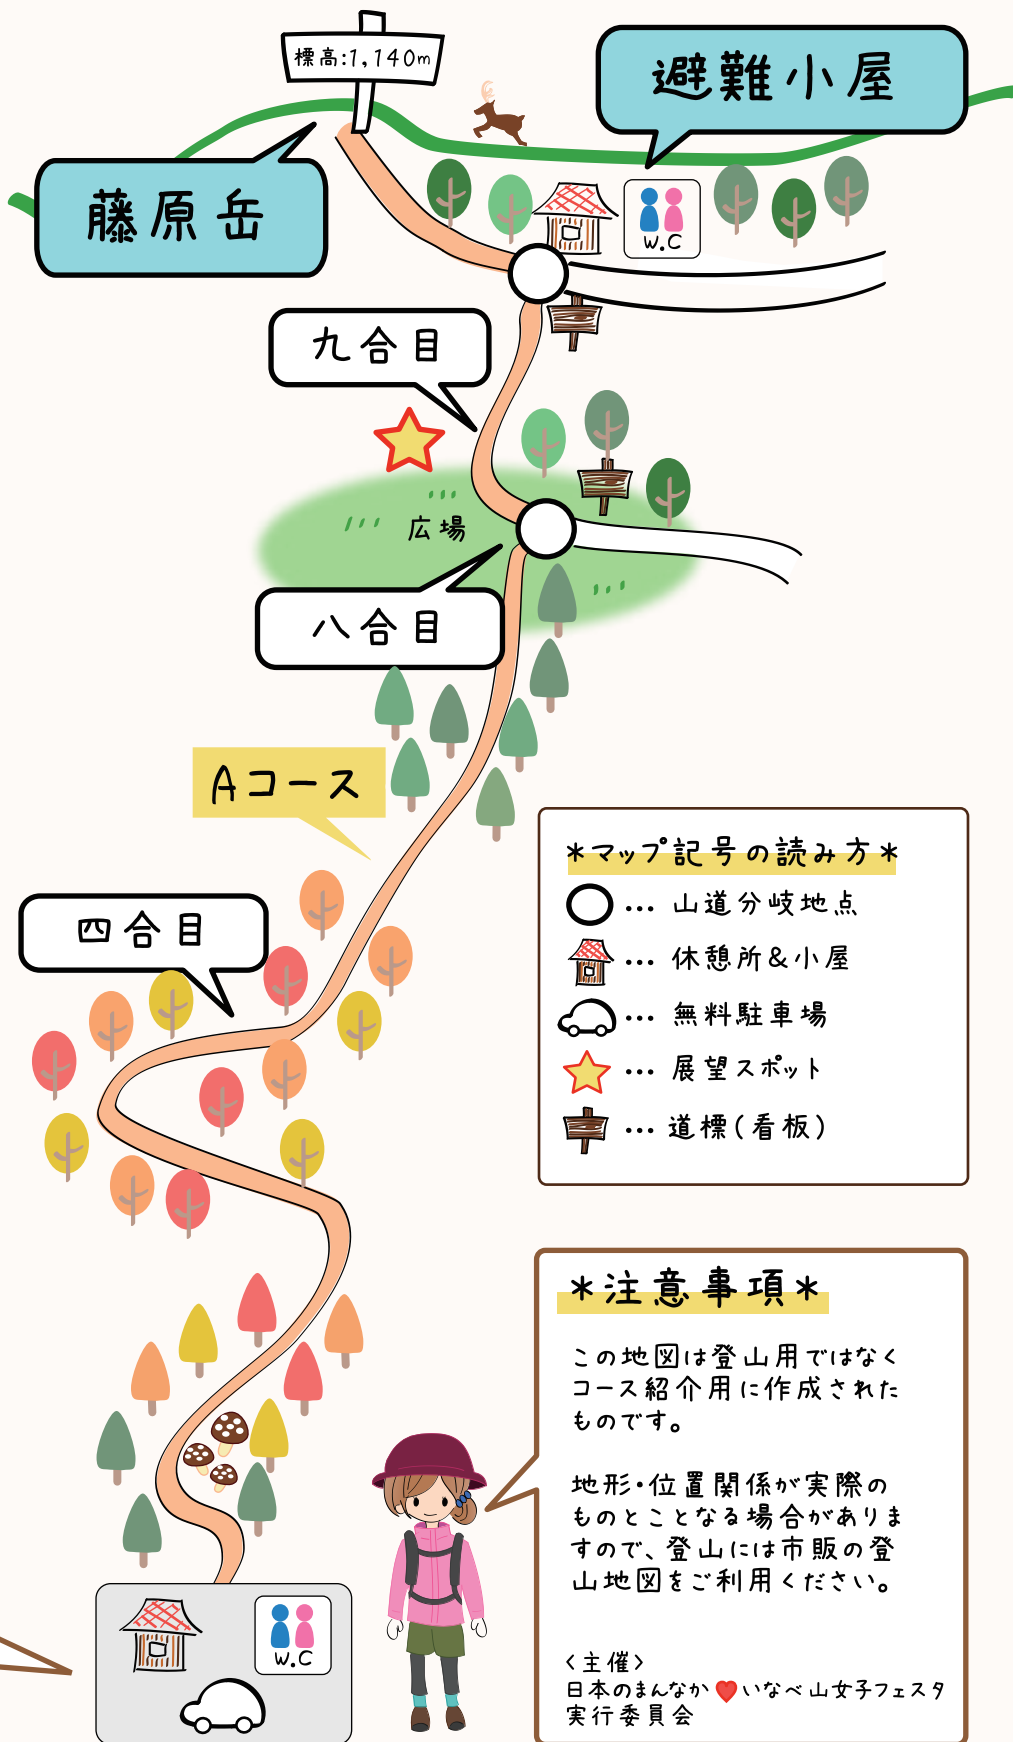 標高:1,140m
避難小屋
藤原岳
W.C
九合目
広場
八合目
Aコース
四合目
*マップ記号の読み方*
… 山道分岐地点
… 休憩所&小屋
… 無料駐車場
… 展望スポット
… 道標(看板)
*注意事項*
この地図は登山用ではなく
コース紹介用に作成された
ものです。
地形・位置関係が実際の
ものとことなる場合がありま
すので、登山には市販の登
山地図をご利用ください。
<主催>
日本のまんなか♥いなべ山女子フェスタ
実行委員会
W.C